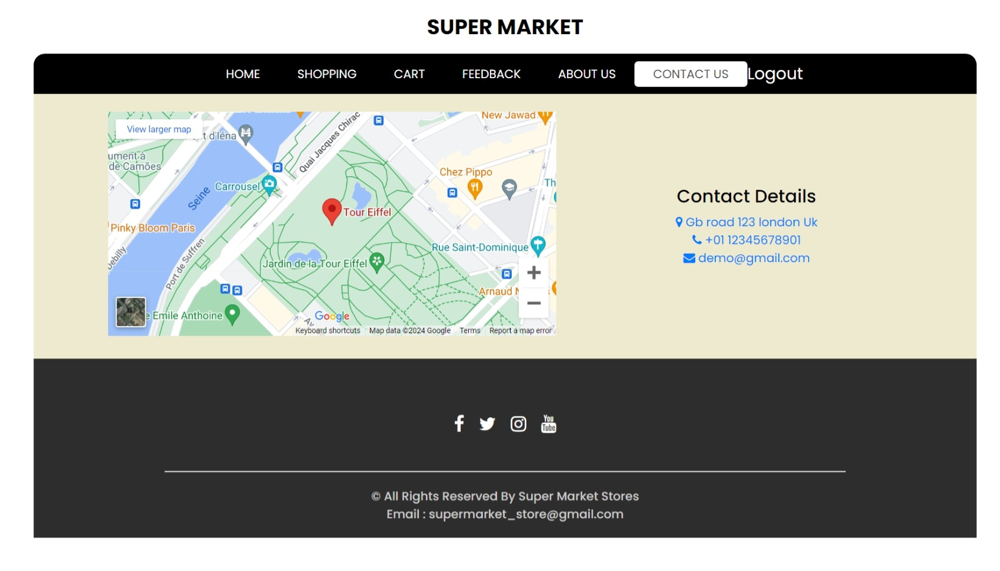 SUPER MARKET
HOME SHOPPING CART FEEDBACK ABOUT US CONTACT US Logout
View larger map
t d'Iéna
ument à
de Camões
Quai Jacques Chirac
New Jawad
Carrousel
Seine
Chez Pippo
Th
Tour Eiffel
Pinky Bloom Paris
Debilly
Port de Suffren
Rue Saint-Dominique
Jardin de la Tour Eiffel
Arnaud N
e Emile Anthoine
Av
Google
Keyboard shortcuts Map data ©2024 Google Terms Report a map error
Contact Details
Gb road 123 london Uk
+01 12345678901
demo@gmail.com
You
Tube
© All Rights Reserved By Super Market Stores
Email : supermarket_store@gmail.com